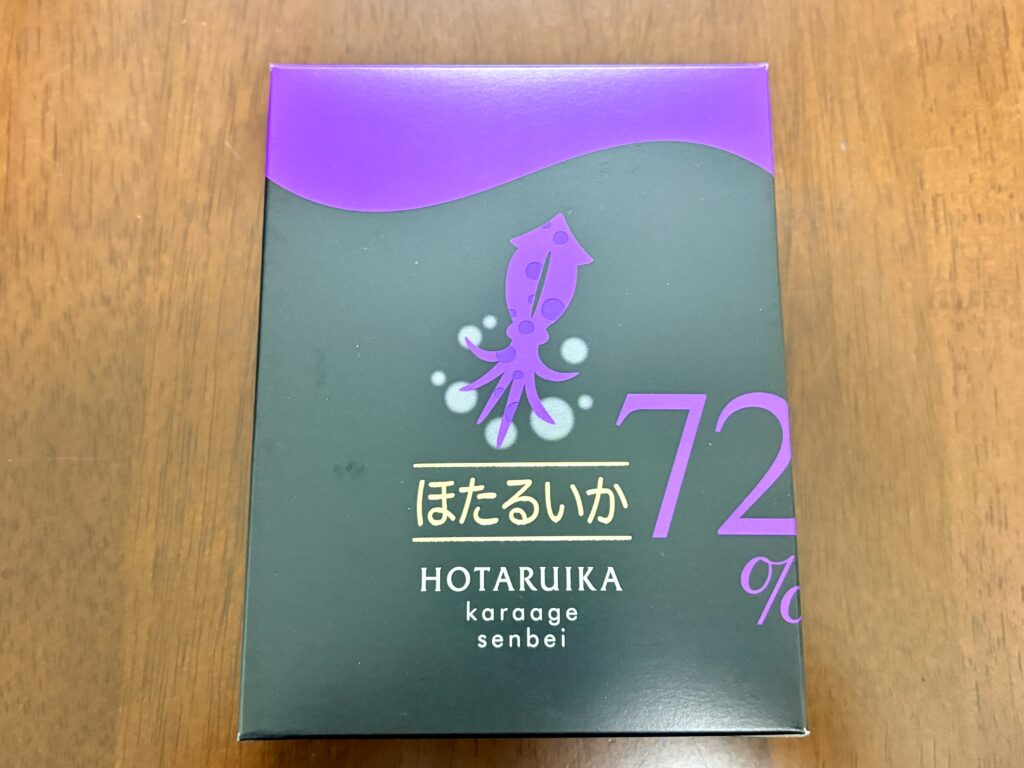 72
%
ほたるいか
HOTARUIKA
karaage
senbei